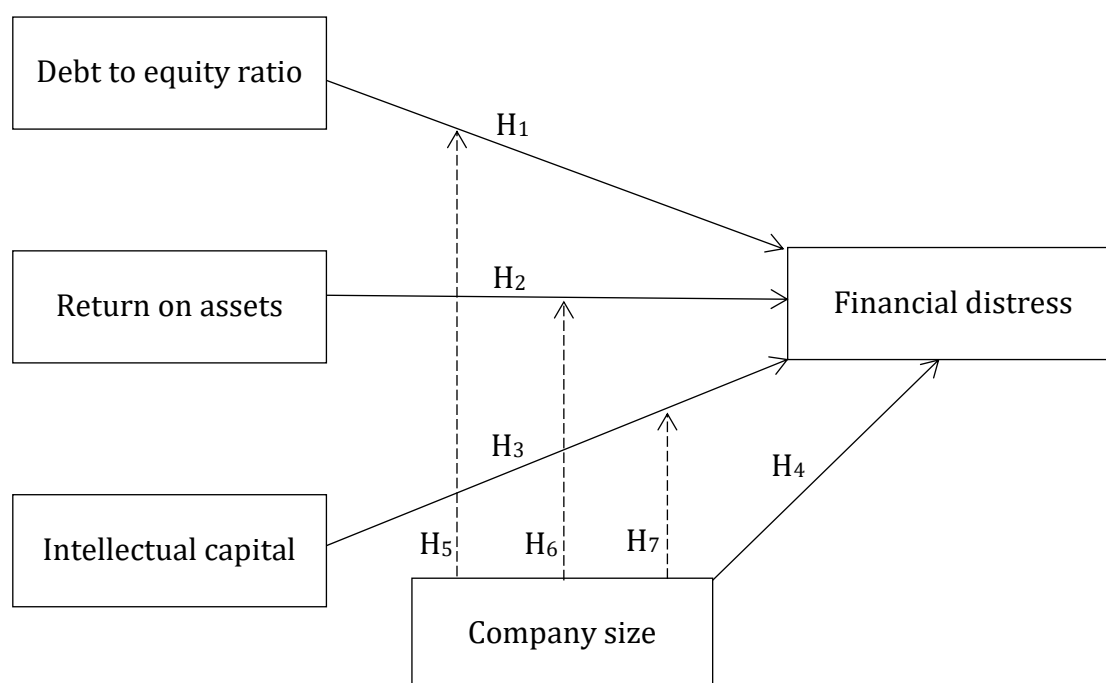 Debt to equity ratio
H₁
Return on assets
H₂
Financial distress
H₃
H₄
Intellectual capital
H₅
H₆
H₇
Company size